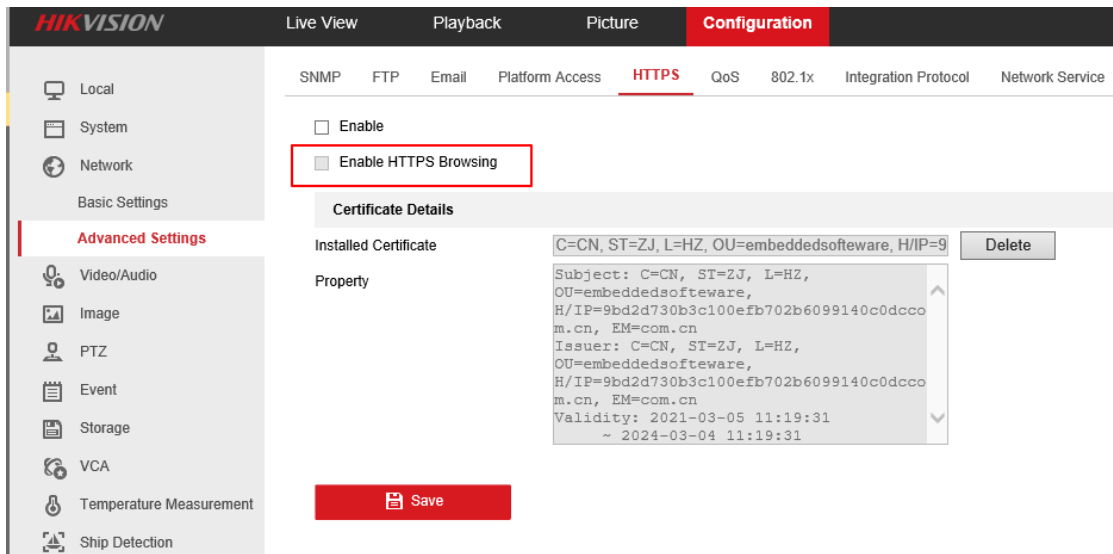 HIKVISION
Live View Playback Picture Configuration
SNMP FTP Email Platform Access HTTPS QoS 802.1x Integration Protocol Network Service
Local
System
Network
Basic Settings
Advanced Settings
Video/Audio
Image
PTZ
Event
Storage
VCA
Temperature Measurement
Ship Detection
Enable
Enable HTTPS Browsing
Certificate Details
Installed Certificate
C=CN, ST=ZJ, L=HZ, OU=embeddedsofteware, H/IP=9
Delete
Property
Subject: C=CN, ST=ZJ, L=HZ,
OU=embeddedsofteware,
H/IP=9bd2d730b3c100efb702b6099140c0dcco
m.cn, EM=com.cn
Issuer: C=CN, ST=ZJ, L=HZ,
OU=embeddedsofteware,
H/IP=9bd2d730b3c100efb702b6099140c0dcco
m.cn, EM=com.cn
Validity: 2021-03-05 11:19:31
~ 2024-03-04 11:19:31
Save